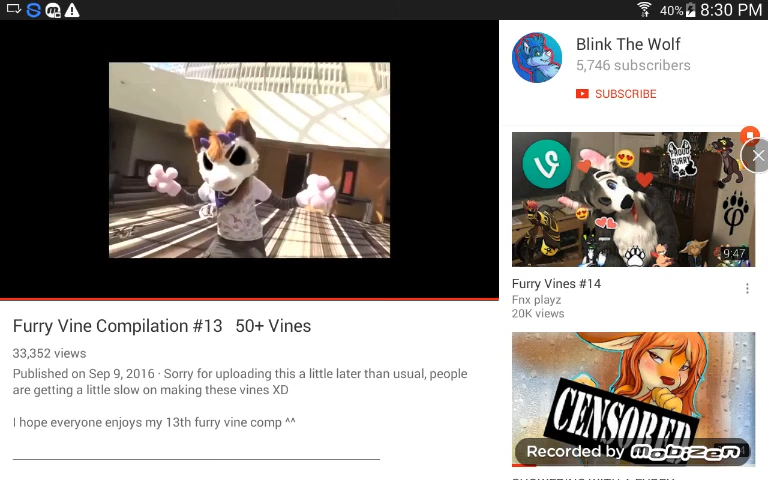 40% 8:30 PM
Blink The Wolf
5,746 subscribers
SUBSCRIBE
PROUD
FURRY
9:47
Furry Vines #14
Fnx playz
20K views
Furry Vine Compilation #13 50+ Vines
33,352 views
Published on Sep 9, 2016 · Sorry for uploading this a little later than usual, people
are getting a little slow on making these vines XD
I hope everyone enjoys my 13th furry vine comp ^^
CENSORED
Recorded by mobizen